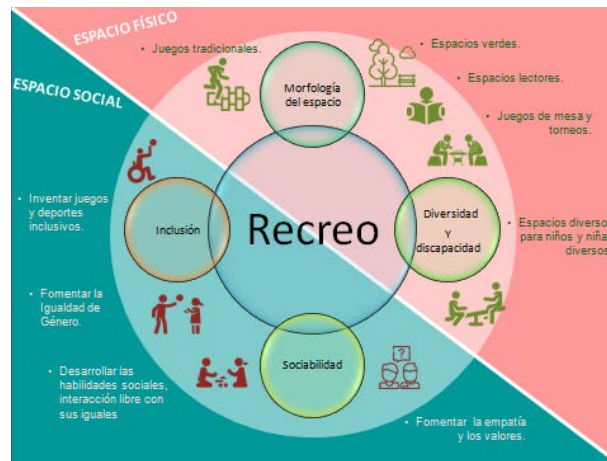 ESPACIO FÍSICO
ESPACIO SOCIAL
• Juegos tradicionales.
Morfología
del espacio
• Espacios verdes.
• Espacios lectores.
• Juegos de mesa y
torneos.
• Inventar juegos
y deportes
inclusivos.
Inclusión
Recreo
Diversidad
Y
discapacidad
• Espacios diverso
para niños y niña
diversos
• Fomentar la
Igualdad de
Género.
• Desarrollar las
habilidades sociales,
interacción libre con
sus iguales
Sociabilidad
?
• Fomentar la empatía
y los valores.